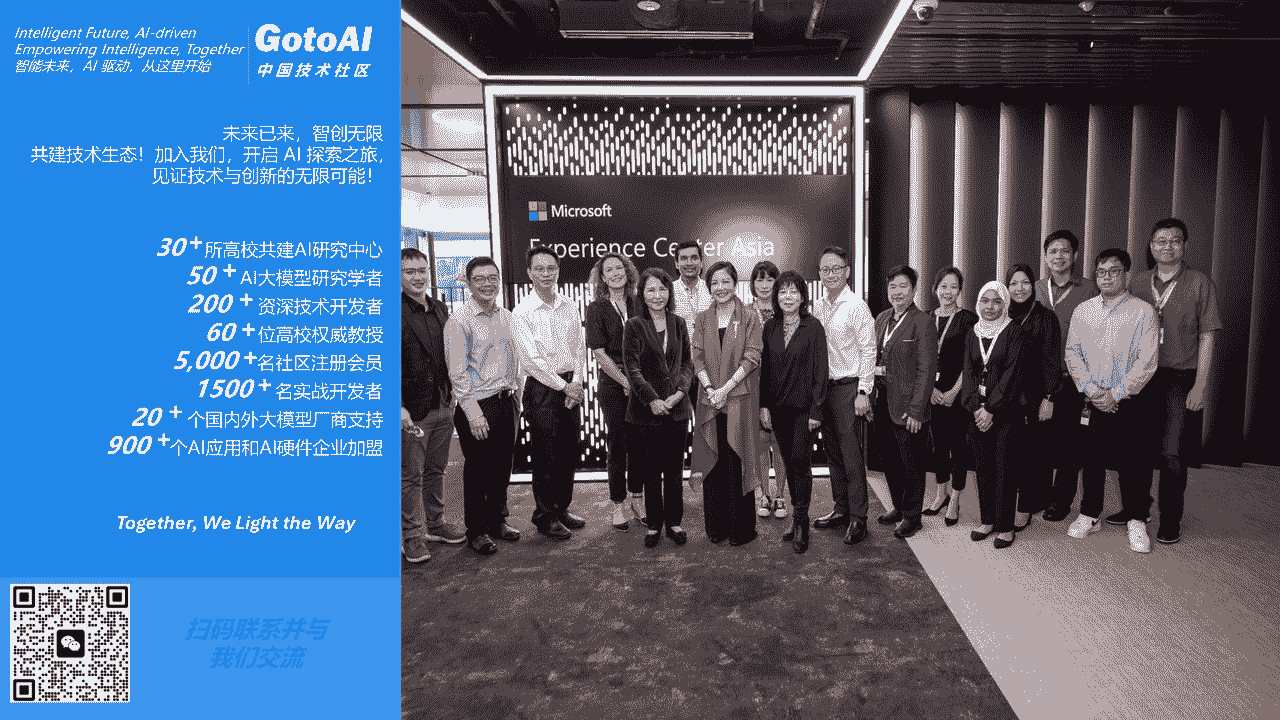 Intelligent Future, AI-driven
Empowering Intelligence, Together
智能未来，AI 驱动，从这里开始
GotoAI
中国技术社区
未来已来，智创无限
共建技术生态！加入我们，开启 AI 探索之旅，
见证技术与创新的无限可能！
30+所高校共建AI研究中心
50 +AI大模型研究学者
200 + 资深技术开发者
60 +位高校权威教授
5,000 +名社区注册会员
1500 + 名实战开发者
20 + 个国内外大模型厂商支持
900 +个AI应用和AI硬件企业加盟
Together, We Light the Way
扫码联系并与
我们交流
Microsoft
Experience Center Asia